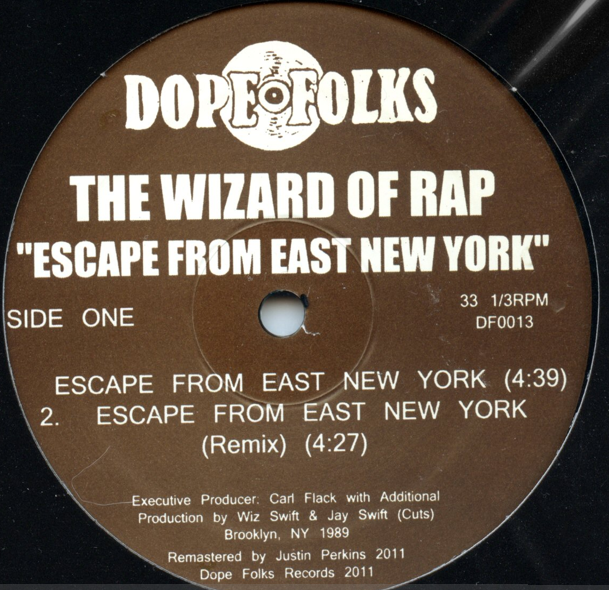 DOPE FOLKS
THE WIZARD OF RAP
"ESCAPE FROM EAST NEW YORK"
SIDE ONE
33 1/3RPM
DF0013
ESCAPE FROM EAST NEW YORK (4:39)
2. ESCAPE FROM EAST NEW YORK
(Remix) (4:27)
Executive Producer: Carl Flack with Additional
Production by Wiz Swift & Jay Swift (Cuts)
Brooklyn, NY 1989
Remastered by Justin Perkins 2011
Dope Folks Records 2011